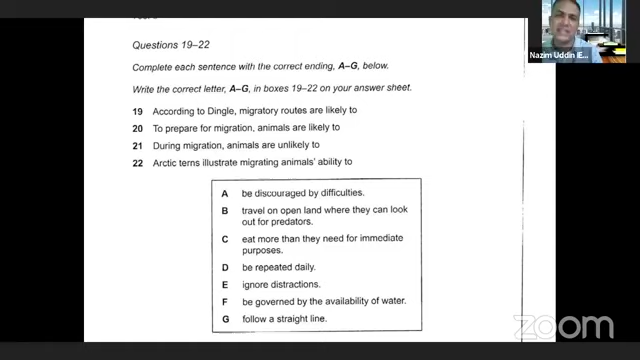 Questions 19–22
Complete each sentence with the correct ending, A–G, below.
Write the correct letter, A–G, in boxes 19–22 on your answer sheet.
19 According to Dingle, migratory routes are likely to
20 To prepare for migration, animals are likely to
21 During migration, animals are unlikely to
22 Arctic terns illustrate migrating animals' ability to
A be discouraged by difficulties.
B travel on open land where they can look
out for predators.
C eat more than they need for immediate
purposes.
D be repeated daily.
E ignore distractions.
F be governed by the availability of water.
G follow a straight line.
Nazim Uddin iE...
zoom